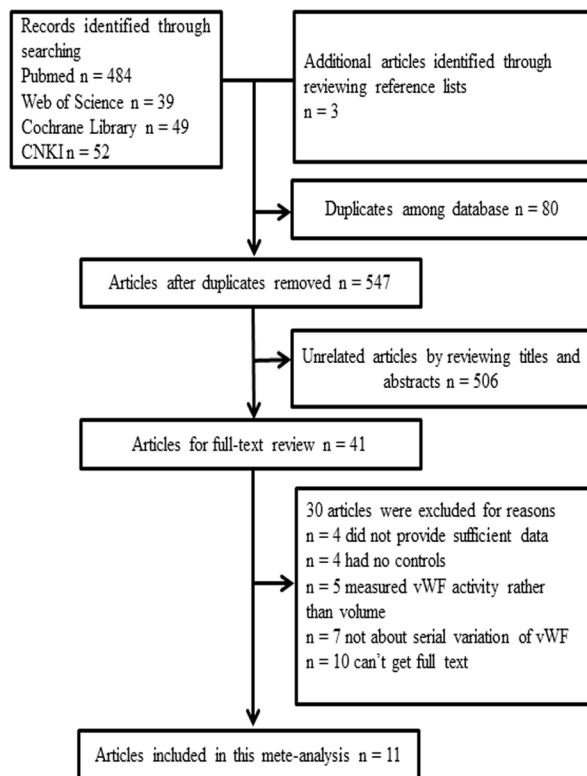 Records identified through
searching
Pubmed n = 484
Web of Science n = 39
Cochrane Library n = 49
CNKI n = 52
Additional articles identified through
reviewing reference lists
n = 3
Duplicates among database n = 80
Articles after duplicates removed n = 547
Unrelated articles by reviewing titles and
abstracts n = 506
Articles for full-text review n = 41
30 articles were excluded for reasons
n = 4 did not provide sufficient data
n = 4 had no controls
n = 5 measured vWF activity rather
than volume
n = 7 not about serial variation of vWF
n = 10 can't get full text
Articles included in this mete-analysis n = 11